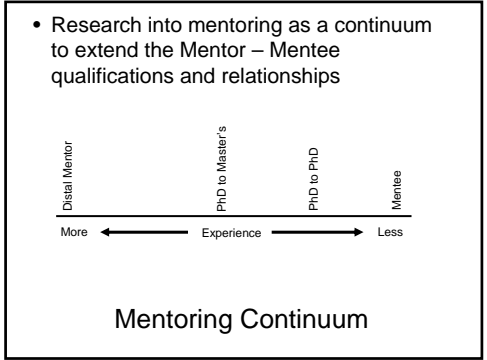 • Research into mentoring as a continuum
to extend the Mentor – Mentee
qualifications and relationships
Distal Mentor
PhD to Master's
PhD to PhD
Mentee
More
Experience
Less
Mentoring Continuum